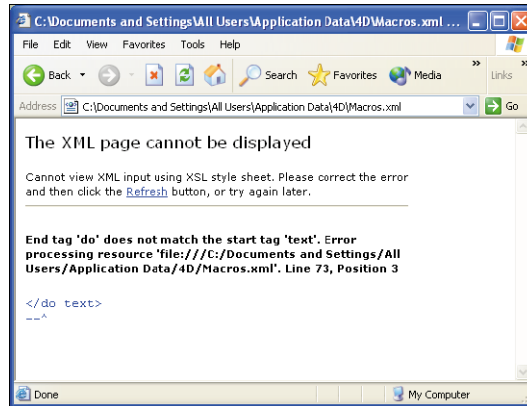 C:\Documents and Settings\All Users\Application Data\4D\Macros.xml ...
File Edit View Favorites Tools Help
Back Search Favorites Media » Links »
Address C:\Documents and Settings\All Users\Application Data\4D\Macros.xml Go
The XML page cannot be displayed
Cannot view XML input using XSL style sheet. Please correct the error
and then click the Refresh button, or try again later.
End tag 'do' does not match the start tag 'text'. Error
processing resource 'file:///C:/Documents and Settings/All
Users/Application Data/4D/Macros.xml'. Line 73, Position 3
</do text>
--^
Done My Computer